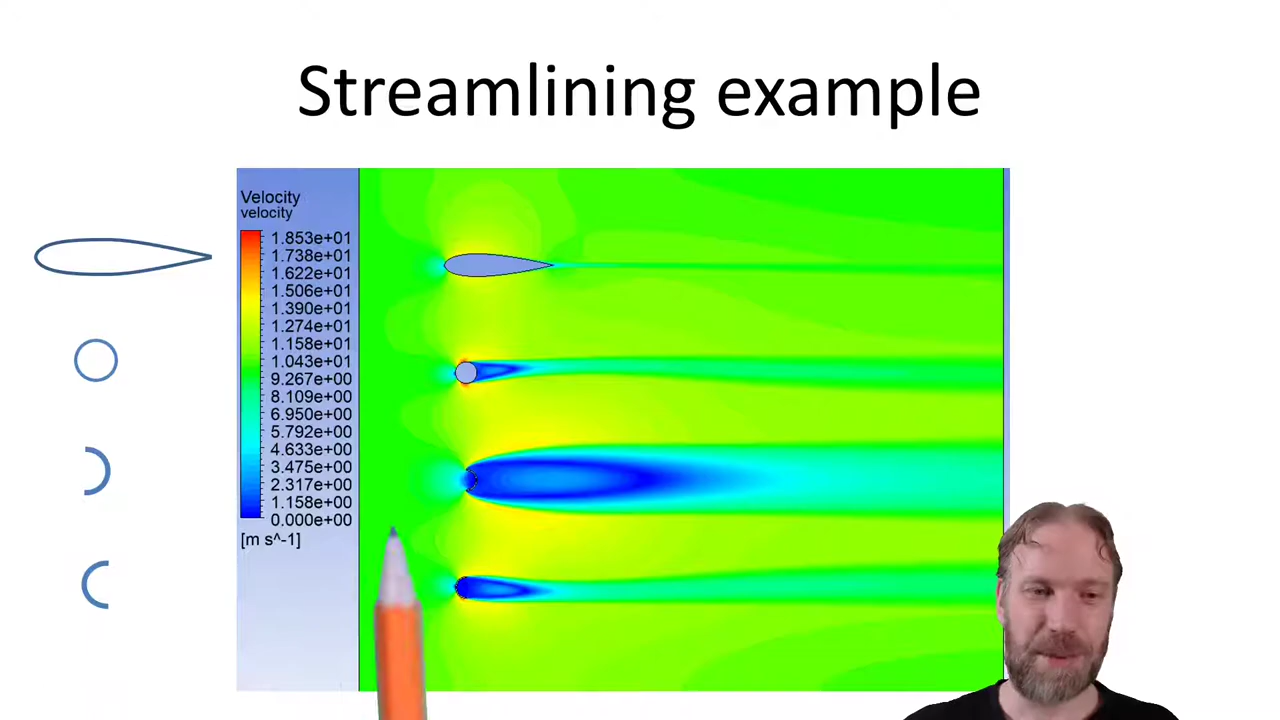 Streamlining example
Velocity
velocity
1.853e+01
1.738e+01
1.622e+01
1.506e+01
1.390e+01
1.274e+01
1.158e+01
1.043e+01
9.267e+00
8.109e+00
6.950e+00
5.792e+00
4.633e+00
3.475e+00
2.317e+00
1.158e+00
0.000e+00
[m s^-1]